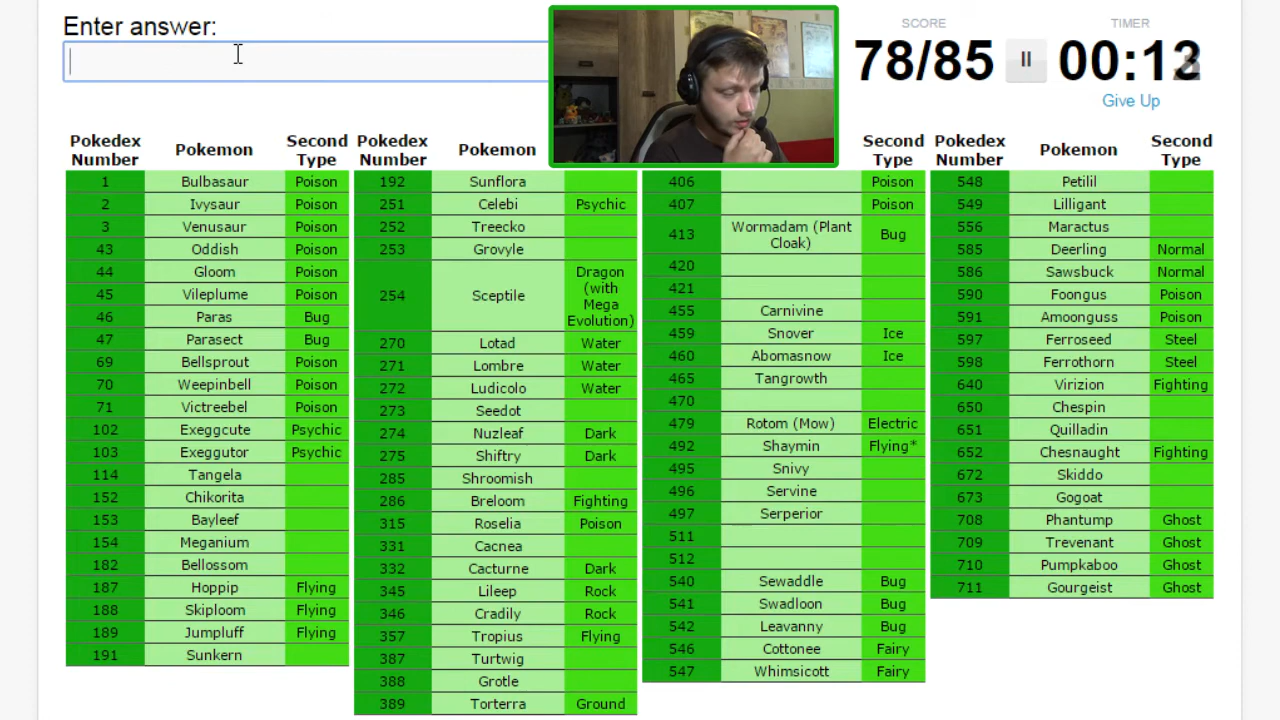 Enter answer:
SCORE
78/85
TIMER
00:13
Give Up
Pokedex Number Pokemon Second Type
1 Bulbasaur Poison
2 Ivysaur Poison
3 Venusaur Poison
43 Oddish Poison
44 Gloom Poison
45 Vileplume Poison
46 Paras Bug
47 Parasect Bug
69 Bellsprout Poison
70 Weepinbell Poison
71 Victreebel Poison
102 Exeggcute Psychic
103 Exeggutor Psychic
114 Tangela
152 Chikorita
153 Bayleef
154 Meganium
182 Bellossom
187 Hoppip Flying
188 Skiploom Flying
189 Jumpluff Flying
191 Sunkern
Pokedex Number Pokemon
192 Sunflora
251 Celebi Psychic
252 Treecko
253 Grovyle
254 Sceptile Dragon (with Mega Evolution)
270 Lotad Water
271 Lombre Water
272 Ludicolo Water
273 Seedot
274 Nuzleaf Dark
275 Shiftry Dark
285 Shroomish
286 Breloom Fighting
315 Roselia Poison
331 Cacnea
332 Cacturne Dark
345 Lileep Rock
346 Cradily Rock
357 Tropius Flying
387 Turtwig
388 Grotle
389 Torterra Ground
Second Type
406 Poison
407 Poison
413 Wormadam (Plant Cloak) Bug
420
421
455 Carnivine
459 Snover Ice
460 Abomasnow Ice
465 Tangrowth
470
479 Rotom (Mow) Electric
492 Shaymin Flying*
495 Snivy
496 Servine
497 Serperior
511
512
540 Sewaddle Bug
541 Swadloon Bug
542 Leavanny Bug
546 Cottonee Fairy
547 Whimsicott Fairy
Pokedex Number Pokemon Second Type
548 Petilil
549 Lilligant
556 Maractus
585 Deerling Normal
586 Sawsbuck Normal
590 Foongus Poison
591 Amoonguss Poison
597 Ferroseed Steel
598 Ferrothorn Steel
640 Virizion Fighting
650 Chespin
651 Quilladin
652 Chesnaught Fighting
672 Skiddo
673 Gogoat
708 Phantump Ghost
709 Trevenant Ghost
710 Pumpkaboo Ghost
711 Gourgeist Ghost